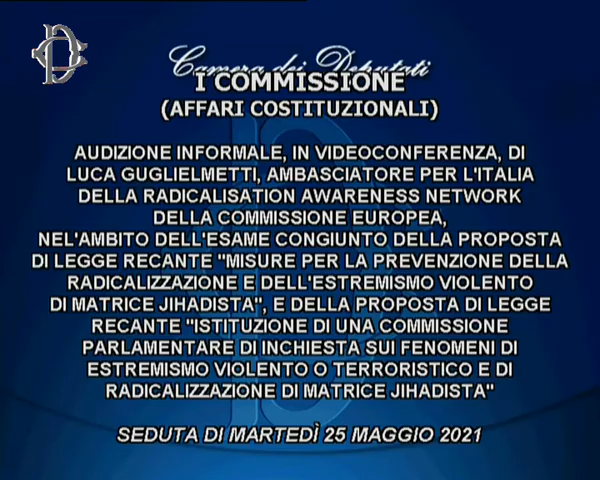 Camera dei Deputati
I COMMISSIONE
(AFFARI COSTITUZIONALI)
AUDIZIONE INFORMALE, IN VIDEOCONFERENZA, DI
LUCA GUGLIELMETTI, AMBASCIATORE PER L'ITALIA
DELLA RADICALISATION AWARENESS NETWORK
DELLA COMMISSIONE EUROPEA,
NEL'AMBITO DELL'ESAME CONGIUNTO DELLA PROPOSTA
DI LEGGE RECANTE "MISURE PER LA PREVENZIONE DELLA
RADICALIZZAZIONE E DELL'ESTREMISMO VIOLENTO
DI MATRICE JIHADISTA", E DELLA PROPOSTA DI LEGGE
RECANTE "ISTITUZIONE DI UNA COMMISSIONE
PARLAMENTARE DI INCHIESTA SUI FENOMENI DI
ESTREMISMO VIOLENTO O TERRORISTICO E DI
RADICALIZZAZIONE DI MATRICE JIHADISTA"
SEDUTA DI MARTEDÌ 25 MAGGIO 2021